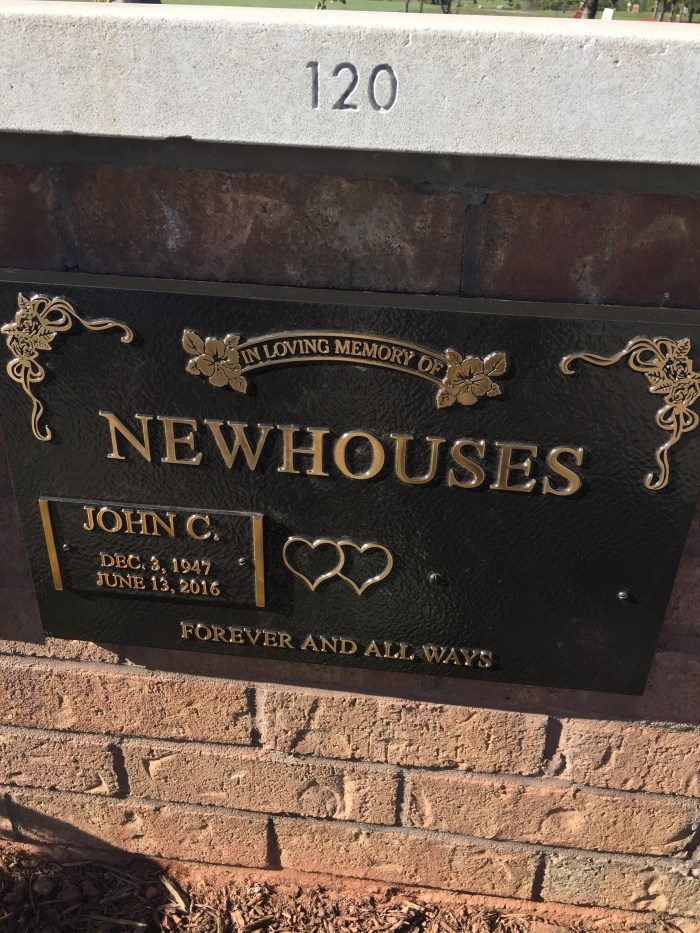 120
IN LOVING MEMORY OF
NEWHOUSES
JOHN C.
DEC. 3, 1947
JUNE 13, 2016
FOREVER AND ALL WAYS